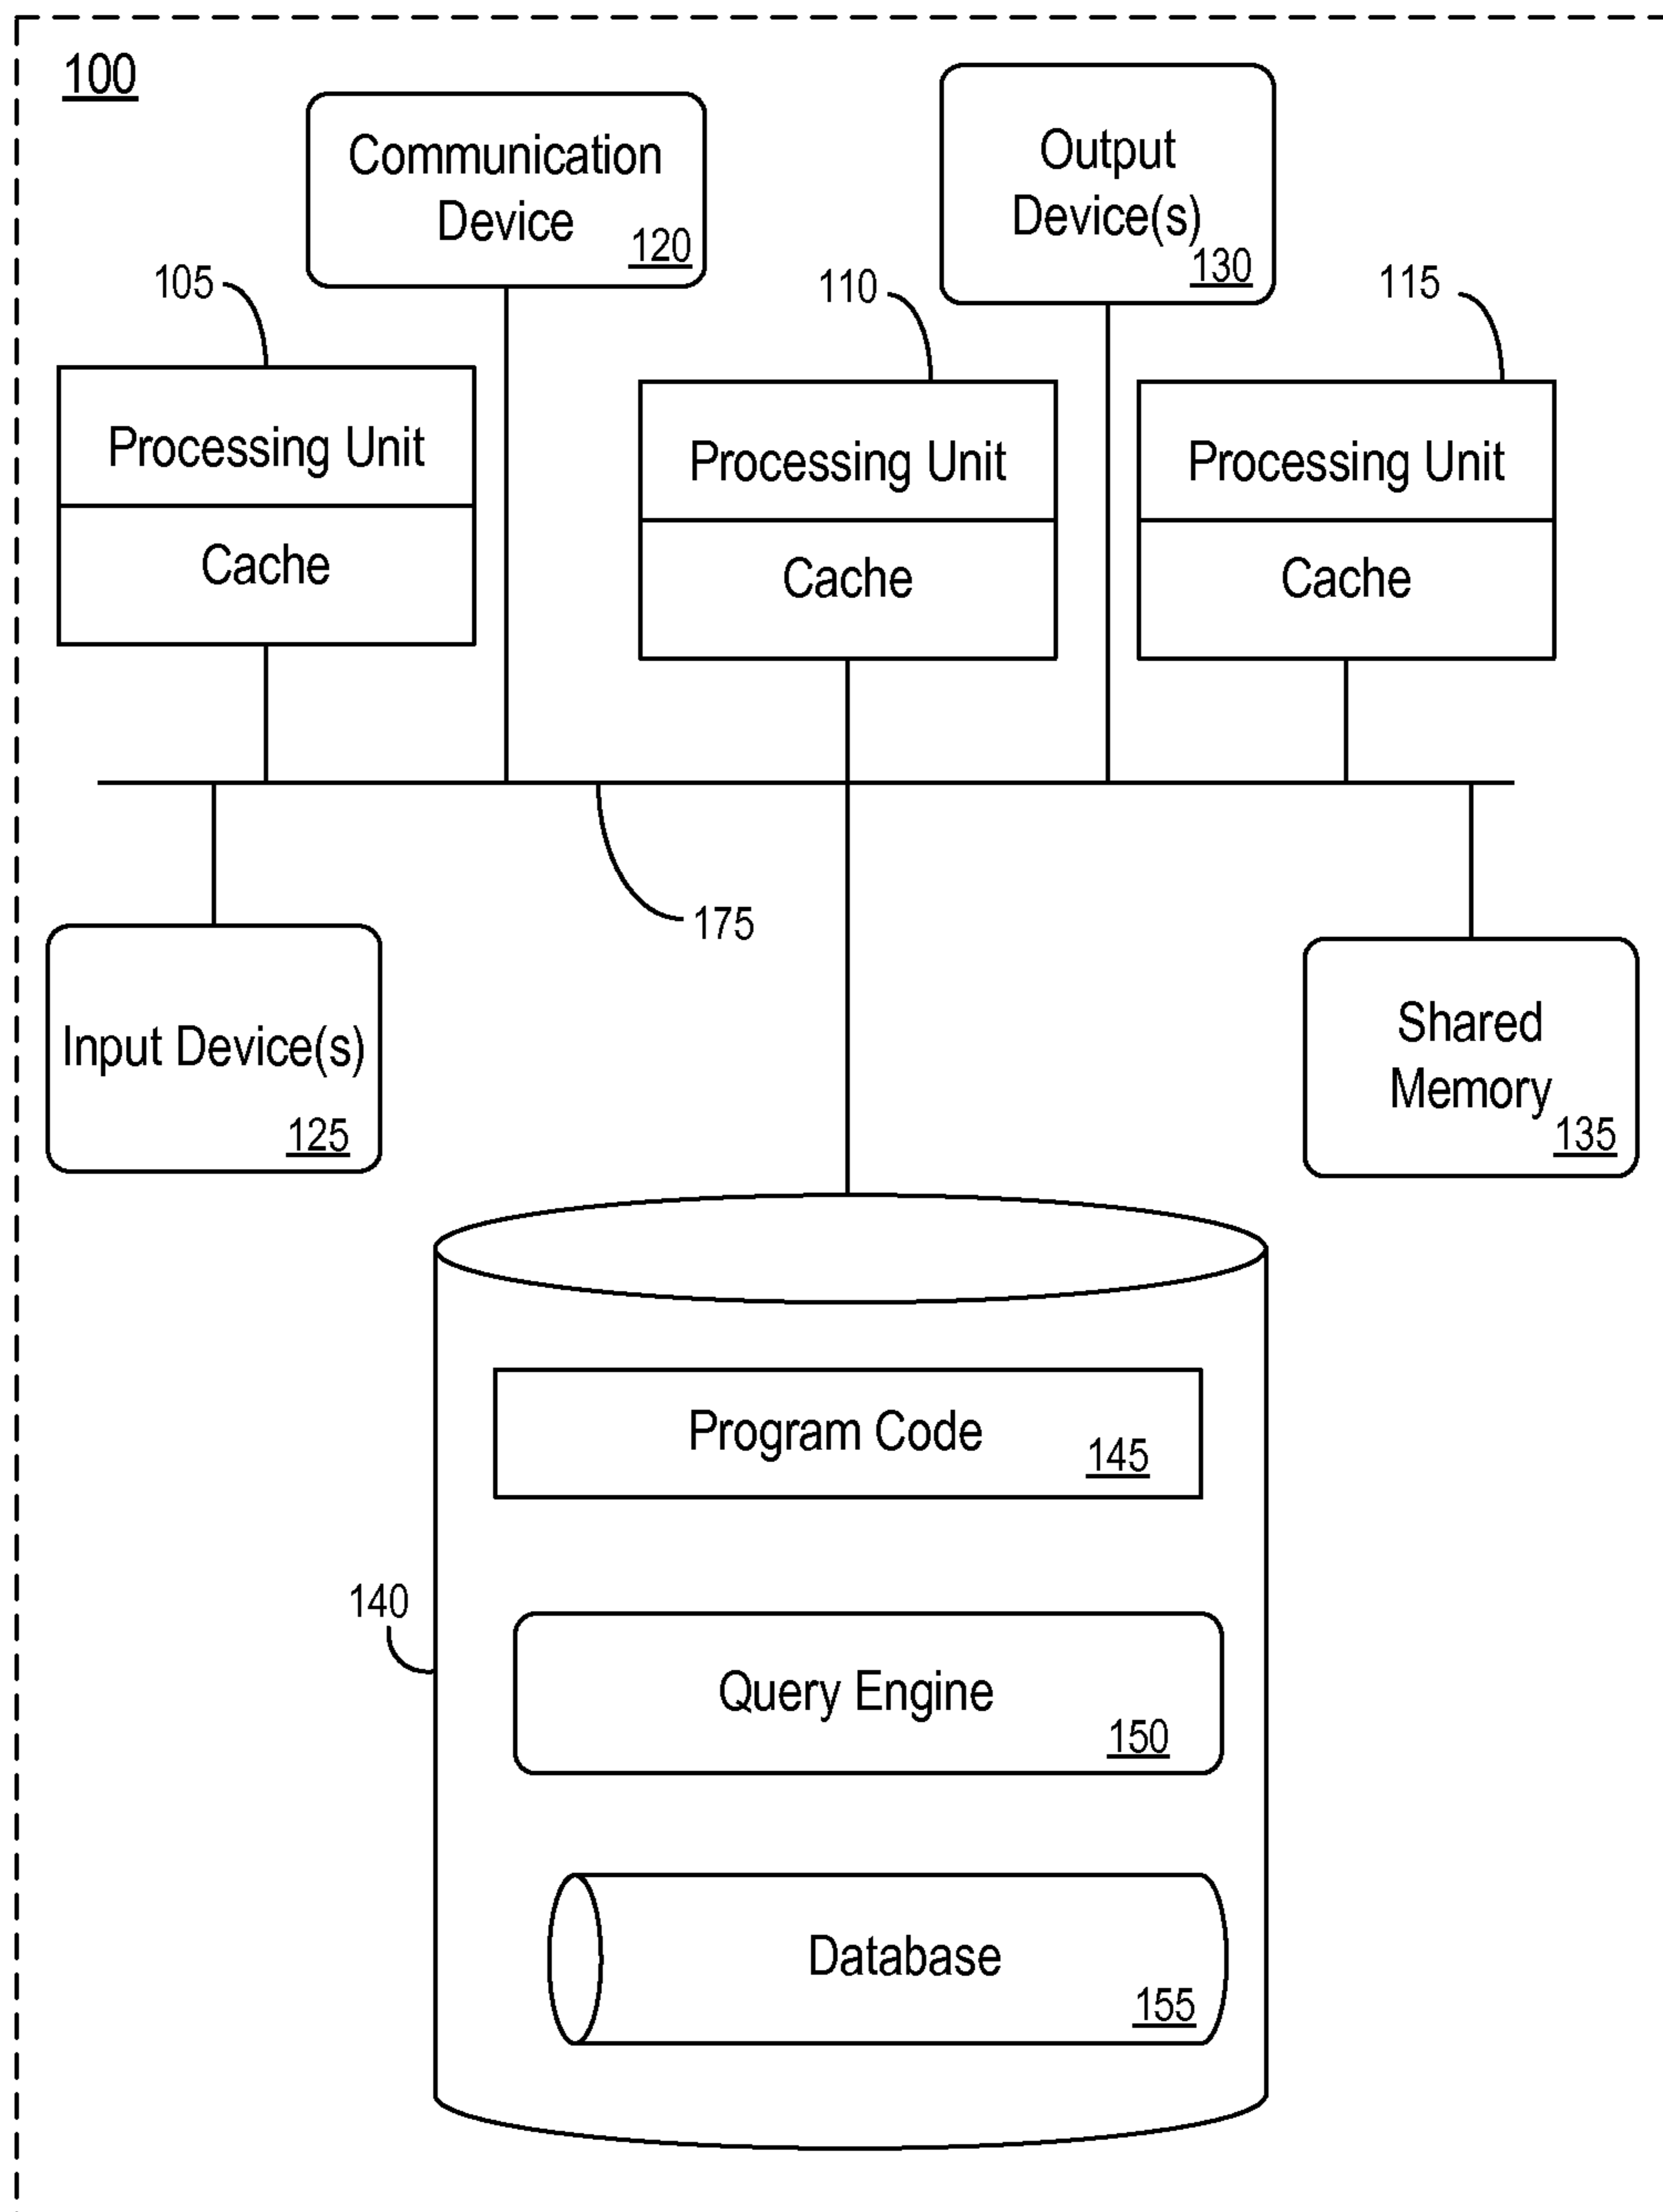 100
Communication
Device
120
Output
Device(s)
130
105
110
115
Processing Unit
Cache
Processing Unit
Cache
Processing Unit
Cache
175
Input Device(s)
125
Shared
Memory
135
Program Code
145
140
Query Engine
150
Database
155